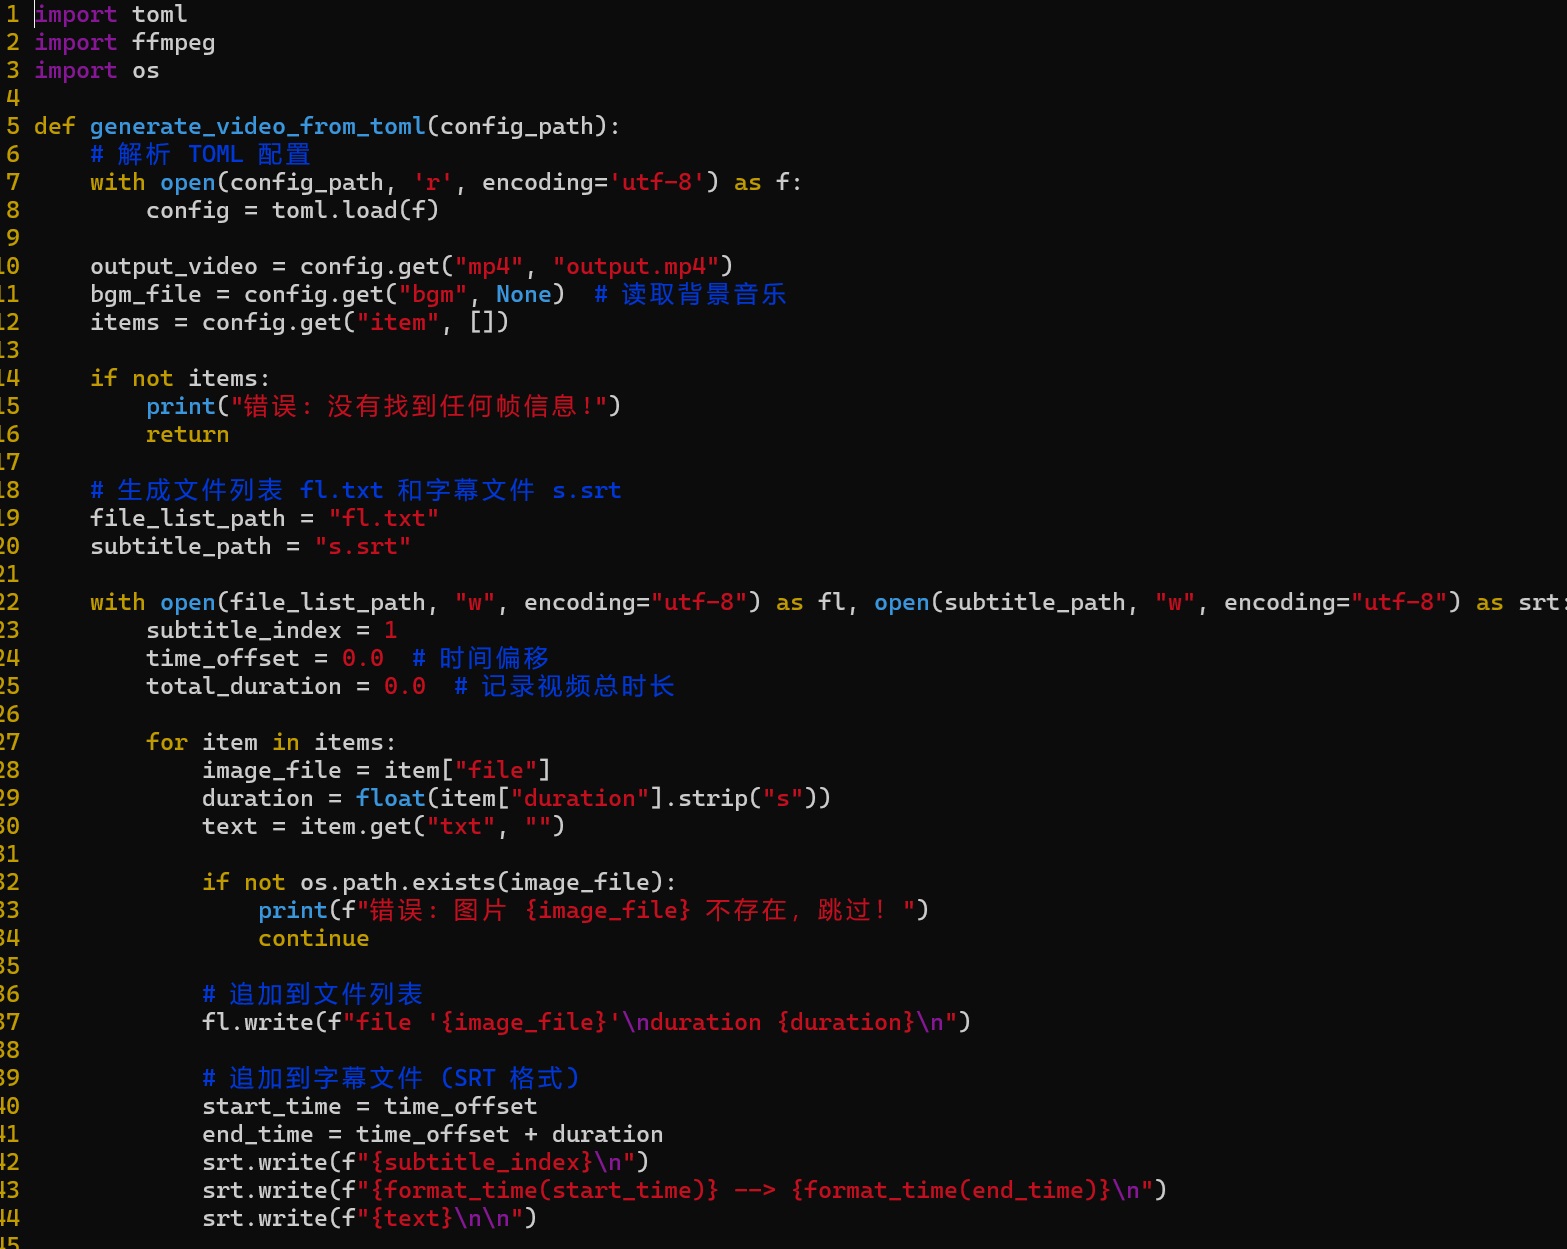 1 import toml
2 import ffmpeg
3 import os
4
5 def generate_video_from_toml(config_path):
6     # 解析 TOML 配置
7     with open(config_path, 'r', encoding='utf-8') as f:
8         config = toml.load(f)
9
10     output_video = config.get("mp4", "output.mp4")
11     bgm_file = config.get("bgm", None)  # 读取背景音乐
12     items = config.get("item", [])
13
14     if not items:
15         print("错误: 没有找到任何帧信息!")
16         return
17
18     # 生成文件列表 fl.txt 和字幕文件 s.srt
19     file_list_path = "fl.txt"
20     subtitle_path = "s.srt"
21
22     with open(file_list_path, "w", encoding="utf-8") as fl, open(subtitle_path, "w", encoding="utf-8") as srt:
23         subtitle_index = 1
24         time_offset = 0.0  # 时间偏移
25         total_duration = 0.0  # 记录视频总时长
26
27         for item in items:
28             image_file = item["file"]
29             duration = float(item["duration"].strip("s"))
30             text = item.get("txt", "")
31
32             if not os.path.exists(image_file):
33                 print(f"错误: 图片 {image_file} 不存在, 跳过! ")
34                 continue
35
36             # 追加到文件列表
37             fl.write(f"file '{image_file}'\nduration {duration}\n")
38
39             # 追加到字幕文件 (SRT 格式)
40             start_time = time_offset
41             end_time = time_offset + duration
42             srt.write(f"{subtitle_index}\n")
43             srt.write(f"{format_time(start_time)} --> {format_time(end_time)}\n")
44             srt.write(f"{text}\n\n")
45